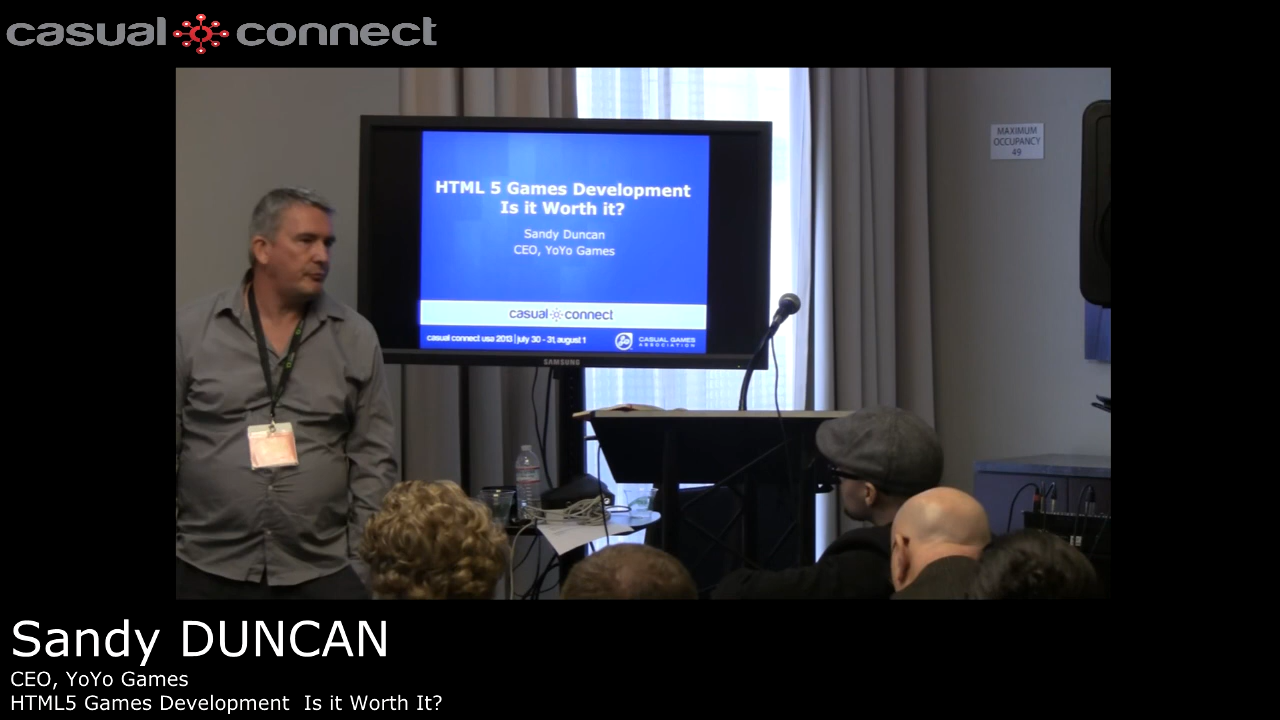 casual connect
MAXIMUM
OCCUPANCY
49
HTML 5 Games Development
Is it Worth it?
Sandy Duncan
CEO, YoYo Games
casual connect
casual connect usa 2013 | july 30 - 31, august 1
CASUAL GAMES
ASSOCIATION
SAMSUNG
Sandy DUNCAN
CEO, YoYo Games
HTML5 Games Development Is it Worth It?